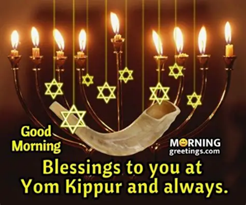 Good
Morning
MORNING
greetings.com
Blessings to you at
Yom Kippur and always.